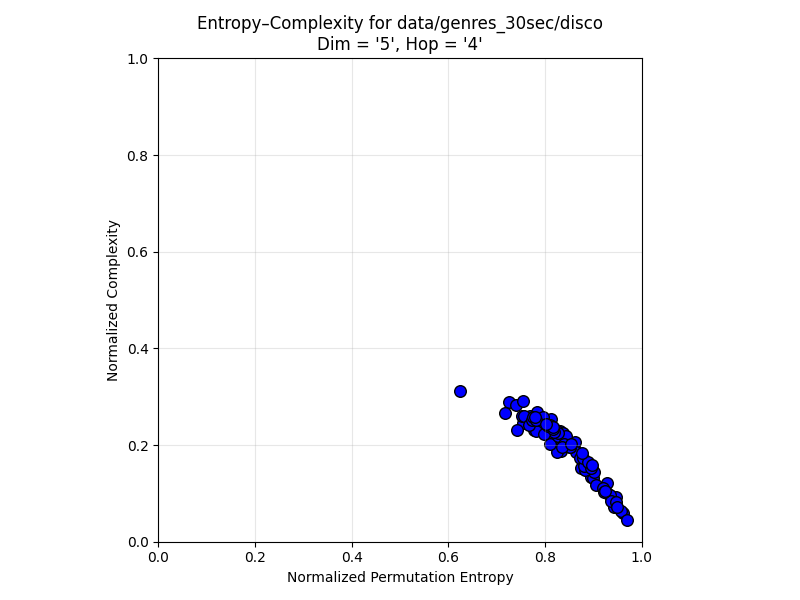 Entropy–Complexity for data/genres_30sec/disco
Dim = '5', Hop = '4'
1.0
0.8
0.6
0.4
0.2
0.0
Normalized Complexity
0.0 0.2 0.4 0.6 0.8 1.0
Normalized Permutation Entropy